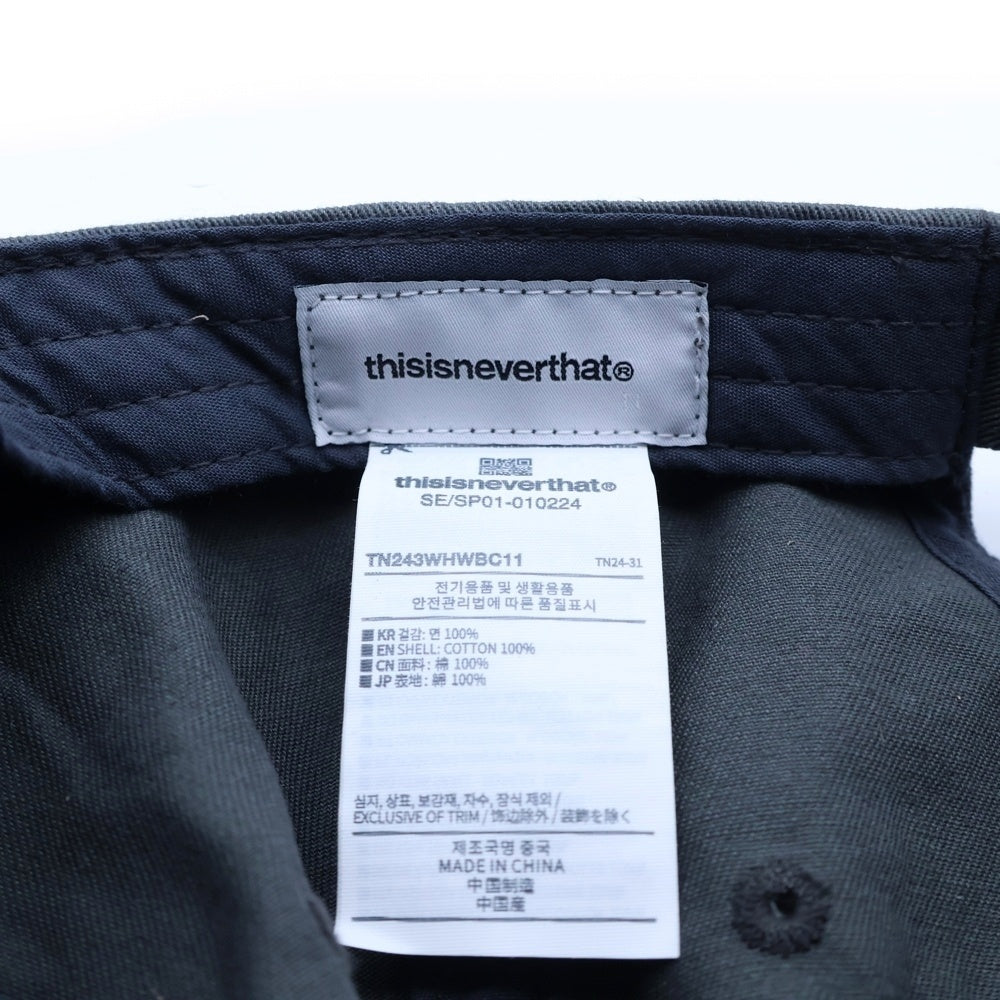 thisisneverthat®
thisisneverthat®
SE/SP01-010224
TN243WHWBC11 TN24-31
전기용품 및 생활용품
안전관리법에 따른 품질표시
KR 겉감: 면 100%
EN SHELL: COTTON 100%
CN 面料: 棉 100%
JP 表地: 綿 100%
심지, 상표, 보강재, 자수, 장식 제외 /
EXCLUSIVE OF TRIM / 饰边除外 / 装飾を除く
제조국명 중국
MADE IN CHINA
中国制造
中国産